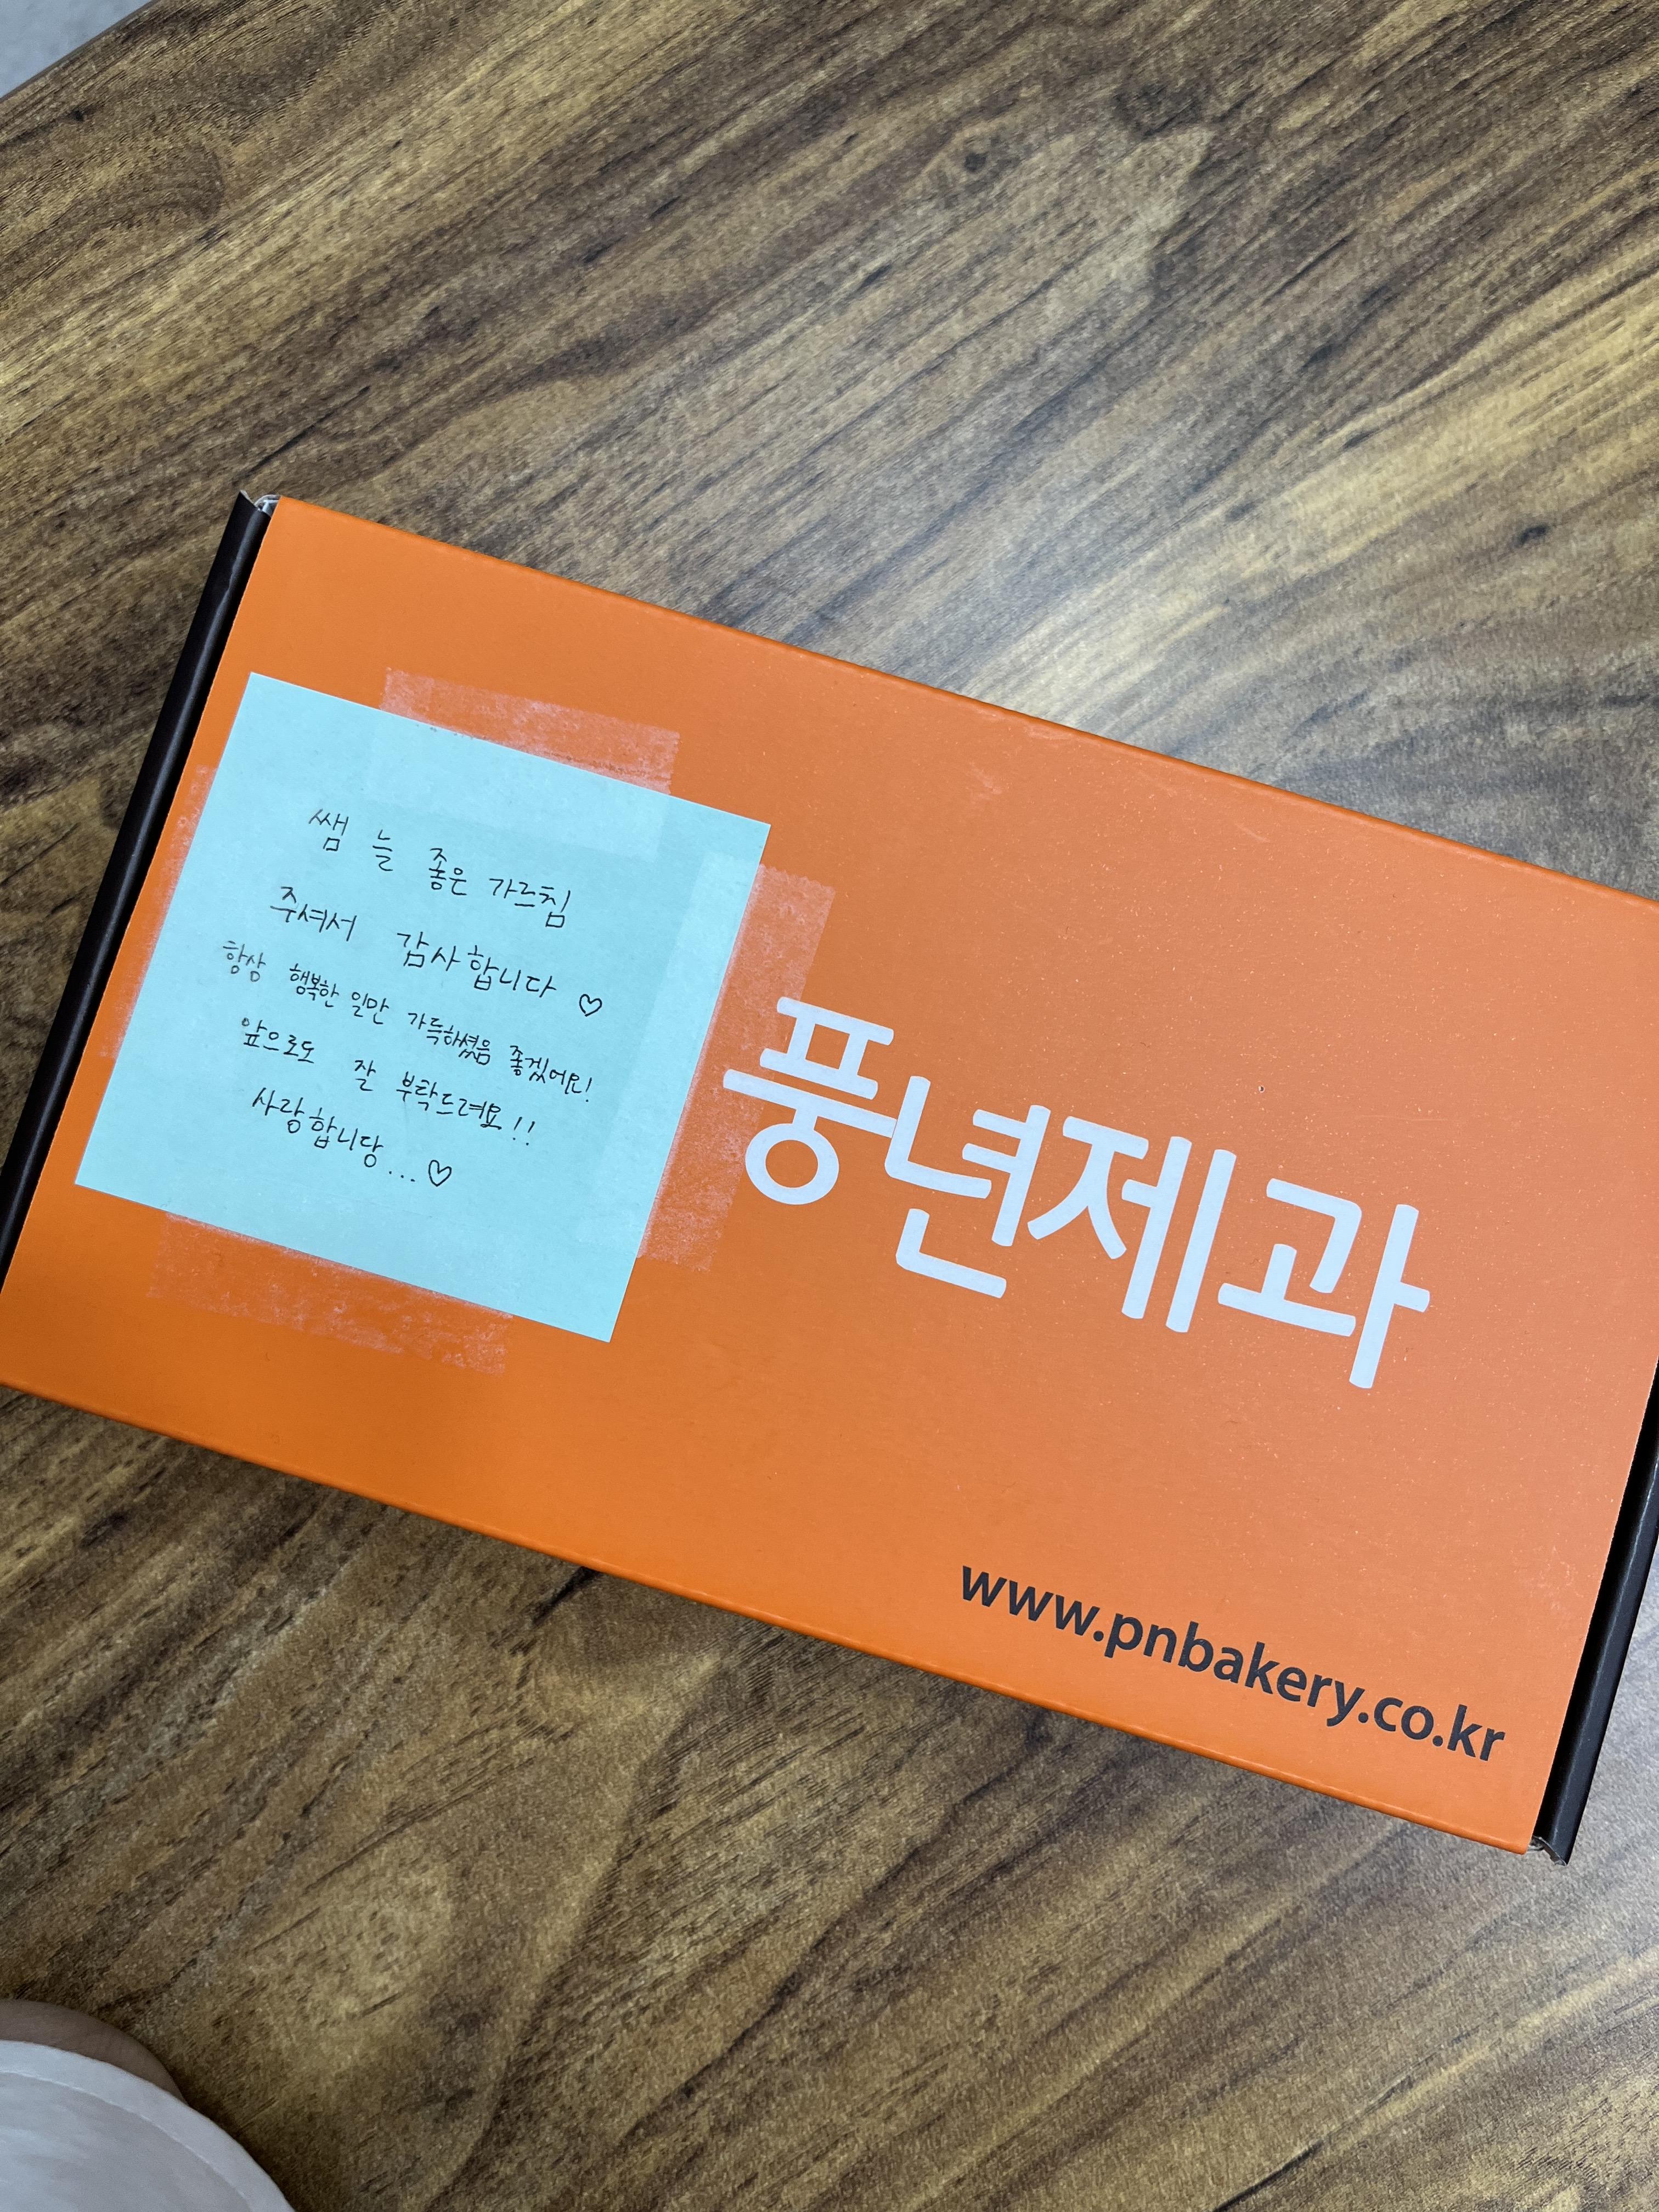 쌤 늘 좋은 가르침
주셔서 감사합니다 ♡
항상 행복한 일만 가득하셨음 좋겠어요!
앞으로도 잘 부탁드려요!!
사랑합니당...♡
풍년제과
www.pnbakery.co.kr